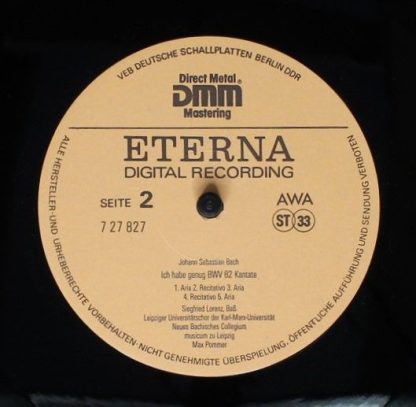 VEB DEUTSCHE SCHALLPLATTEN BERLIN DDR
Direct Metal
DMM
Mastering
ETERNA
DIGITAL RECORDING
SEITE 2
AWA
7 27 827
ST 33
Johann Sebastian Bach
Ich habe genug BWV 82 Kantate
1. Aria 2. Recitativo 3. Aria
4. Recitativo 5. Aria
Siegfried Lorenz, Baß
Leipziger Universitätschor der Karl-Marx-Universität
Neues Bachisches Collegium
musicum zu Leipzig
Max Pommer
ALLE HERSTELLER- UND URHEBERRECHTE VORBEHALTEN · NICHT GENEHMIGTE ÜBERSPIELUNG, ÖFFENTLICHE AUFFÜHRUNG UND SENDUNG VERBOTEN